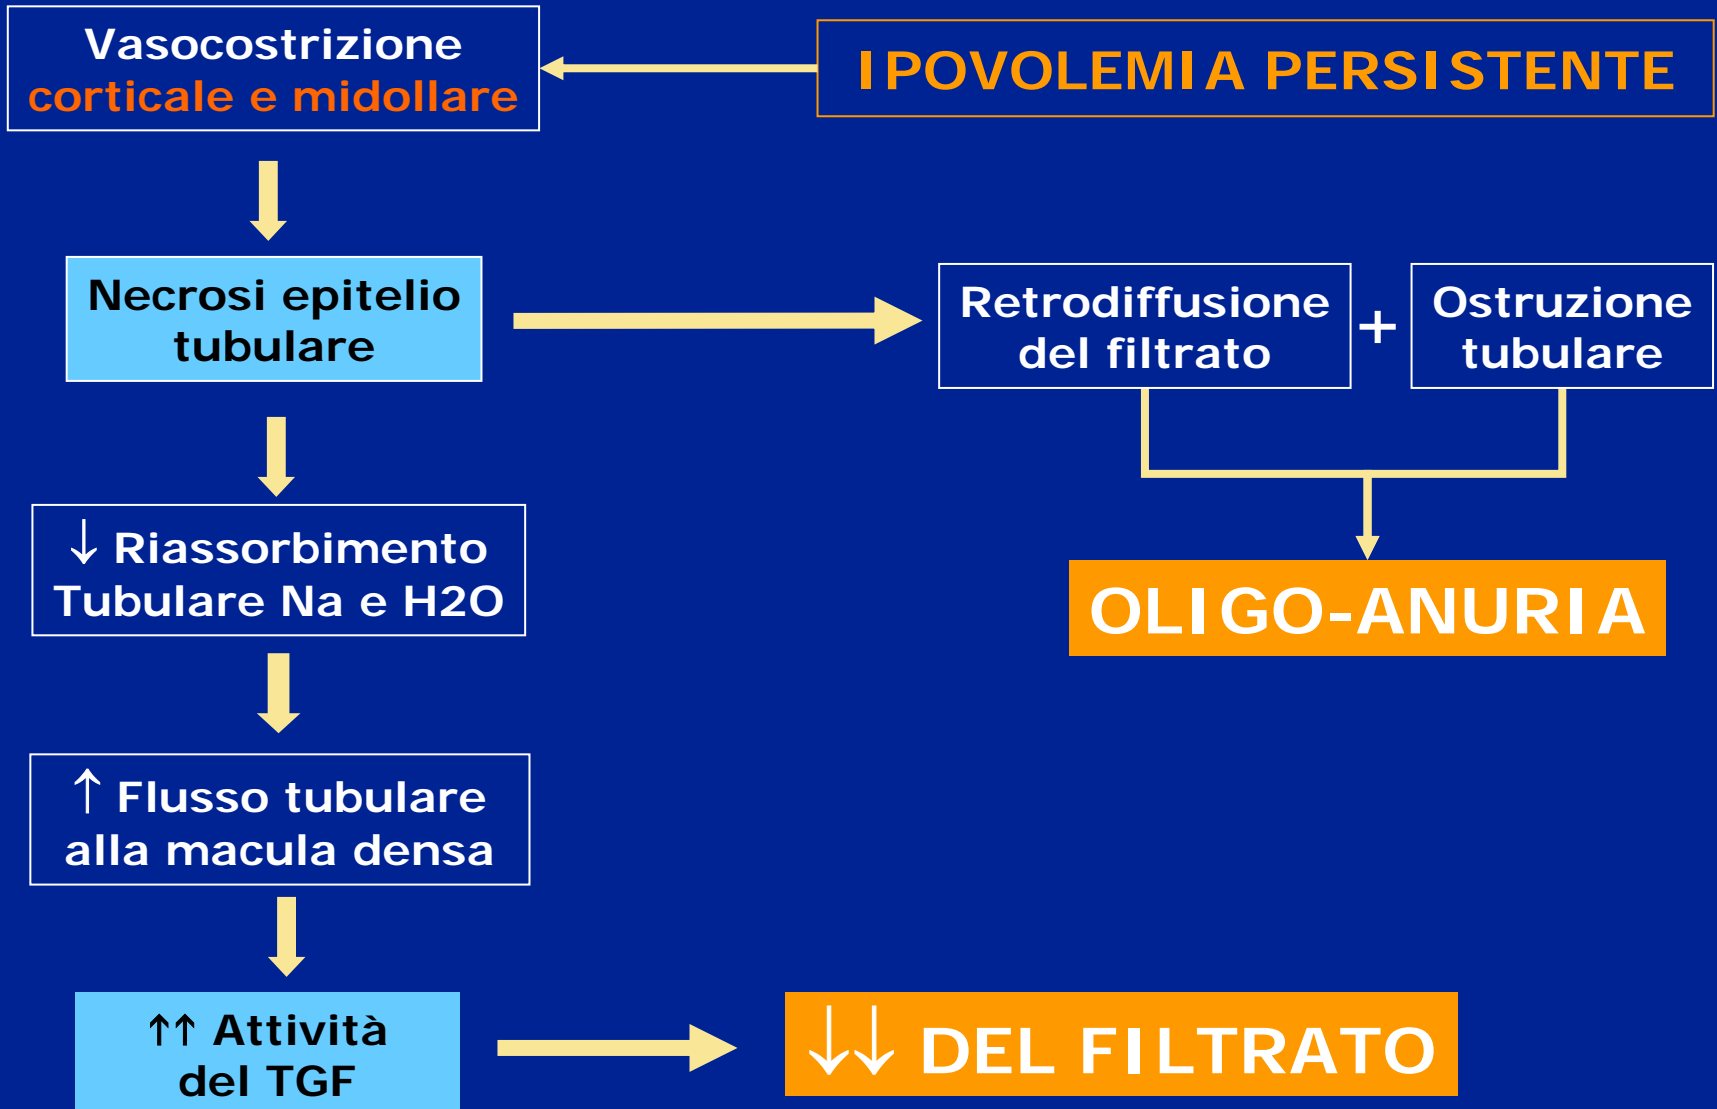 Vasocostrizione
corticale e midollare
IPOVOLEMIA PERSISTENTE
Necrosi epitelio
tubulare
Retrodiffusione
del filtrato
+
Ostruzione
tubulare
↓ Riassorbimento
Tubulare Na e H2O
OLIGO-ANURIA
↑ Flusso tubulare
alla macula densa
↑↑ Attività
del TGF
↓↓ DEL FILTRATO